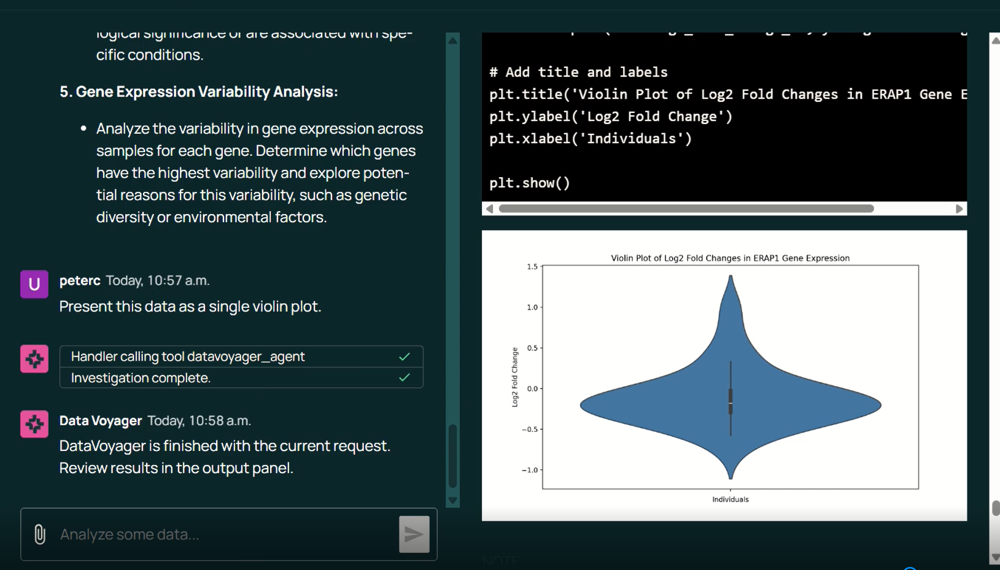 logical significance or are associated with spe-
cific conditions.
5. Gene Expression Variability Analysis:
• Analyze the variability in gene expression across
samples for each gene. Determine which genes
have the highest variability and explore poten-
tial reasons for this variability, such as genetic
diversity or environmental factors.
U
peterc Today, 10:57 a.m.
Present this data as a single violin plot.
Handler calling tool datavoyager_agent
Investigation complete.
Data Voyager Today, 10:58 a.m.
DataVoyager is finished with the current request.
Review results in the output panel.
Analyze some data...
# Add title and labels
plt.title('Violin Plot of Log2 Fold Changes in ERAP1 Gene E
plt.ylabel('Log2 Fold Change')
plt.xlabel('Individuals')
plt.show()
Violin Plot of Log2 Fold Changes in ERAP1 Gene Expression
Log2 Fold Change
1.5
1.0
0.5
0.0
−0.5
−1.0
Individuals
NOTE